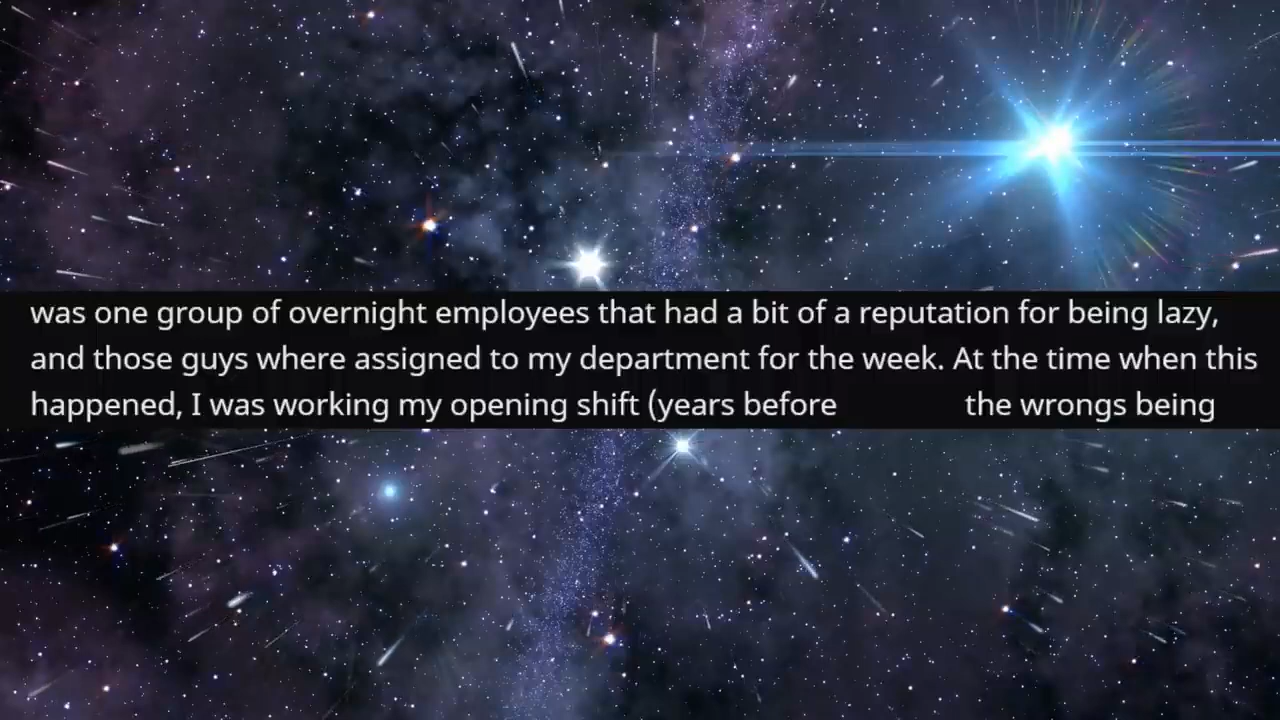 was one group of overnight employees that had a bit of a reputation for being lazy,
and those guys where assigned to my department for the week. At the time when this
happened, I was working my opening shift (years before the wrongs being